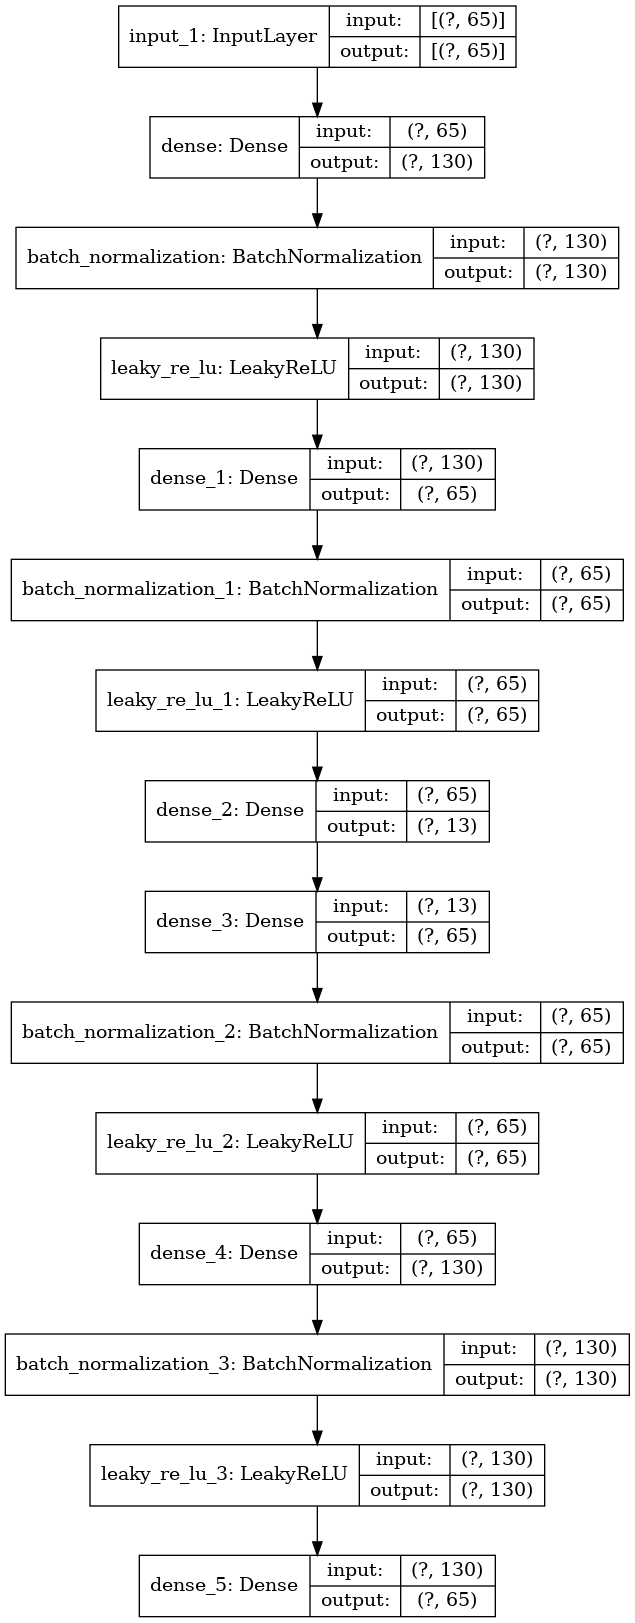 input_1: InputLayer input: [(?, 65)]
output: [(?, 65)]
dense: Dense input: (?, 65)
output: (?, 130)
batch_normalization: BatchNormalization input: (?, 130)
output: (?, 130)
leaky_re_lu: LeakyReLU input: (?, 130)
output: (?, 130)
dense_1: Dense input: (?, 130)
output: (?, 65)
batch_normalization_1: BatchNormalization input: (?, 65)
output: (?, 65)
leaky_re_lu_1: LeakyReLU input: (?, 65)
output: (?, 65)
dense_2: Dense input: (?, 65)
output: (?, 13)
dense_3: Dense input: (?, 13)
output: (?, 65)
batch_normalization_2: BatchNormalization input: (?, 65)
output: (?, 65)
leaky_re_lu_2: LeakyReLU input: (?, 65)
output: (?, 65)
dense_4: Dense input: (?, 65)
output: (?, 130)
batch_normalization_3: BatchNormalization input: (?, 130)
output: (?, 130)
leaky_re_lu_3: LeakyReLU input: (?, 130)
output: (?, 130)
dense_5: Dense input: (?, 130)
output: (?, 65)